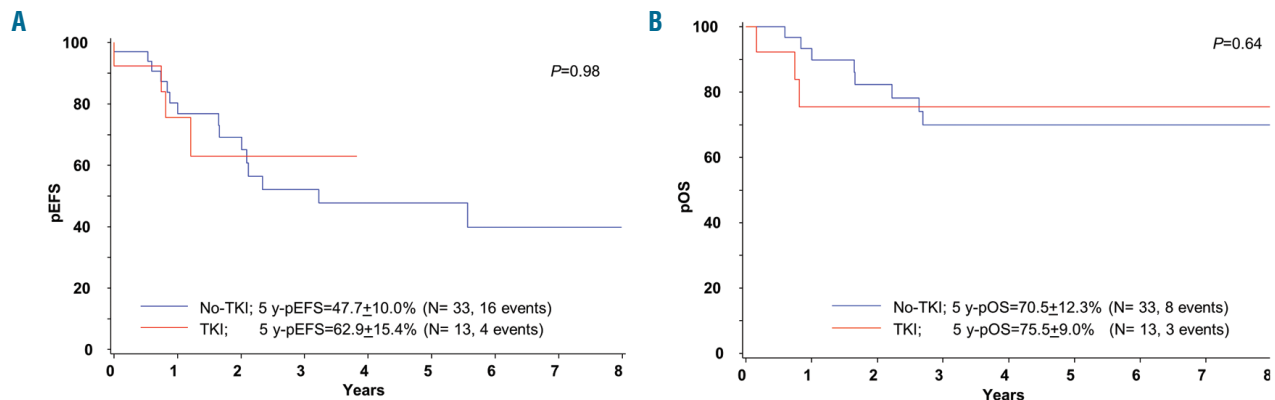 A
100
80
60
40
20
0
pEFS
P=0.98
No-TKI; 5 y-pEFS=47.7±10.0% (N= 33, 16 events)
TKI; 5 y-pEFS=62.9±15.4% (N= 13, 4 events)
0 1 2 3 4 5 6 7 8
Years
B
100
80
60
40
20
0
pOS
P=0.64
No-TKI; 5 y-pOS=70.5±12.3% (N= 33, 8 events)
TKI; 5 y-pOS=75.5±9.0% (N= 13, 3 events)
0 1 2 3 4 5 6 7 8
Years